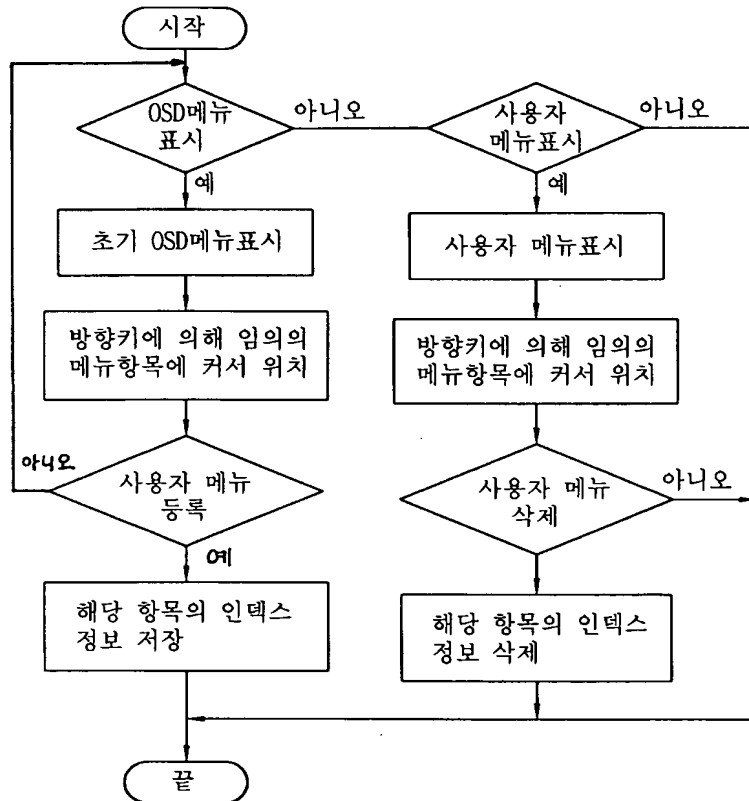 시작
OSD메뉴
표시
아니오
사용자
메뉴표시
아니오
예
예
초기 OSD메뉴표시
사용자 메뉴표시
방향키에 의해 임의의
메뉴항목에 커서 위치
방향키에 의해 임의의
메뉴항목에 커서 위치
아니오
사용자 메뉴
등록
사용자 메뉴
삭제
아니오
예
해당 항목의 인덱스
정보 저장
해당 항목의 인덱스
정보 삭제
끝